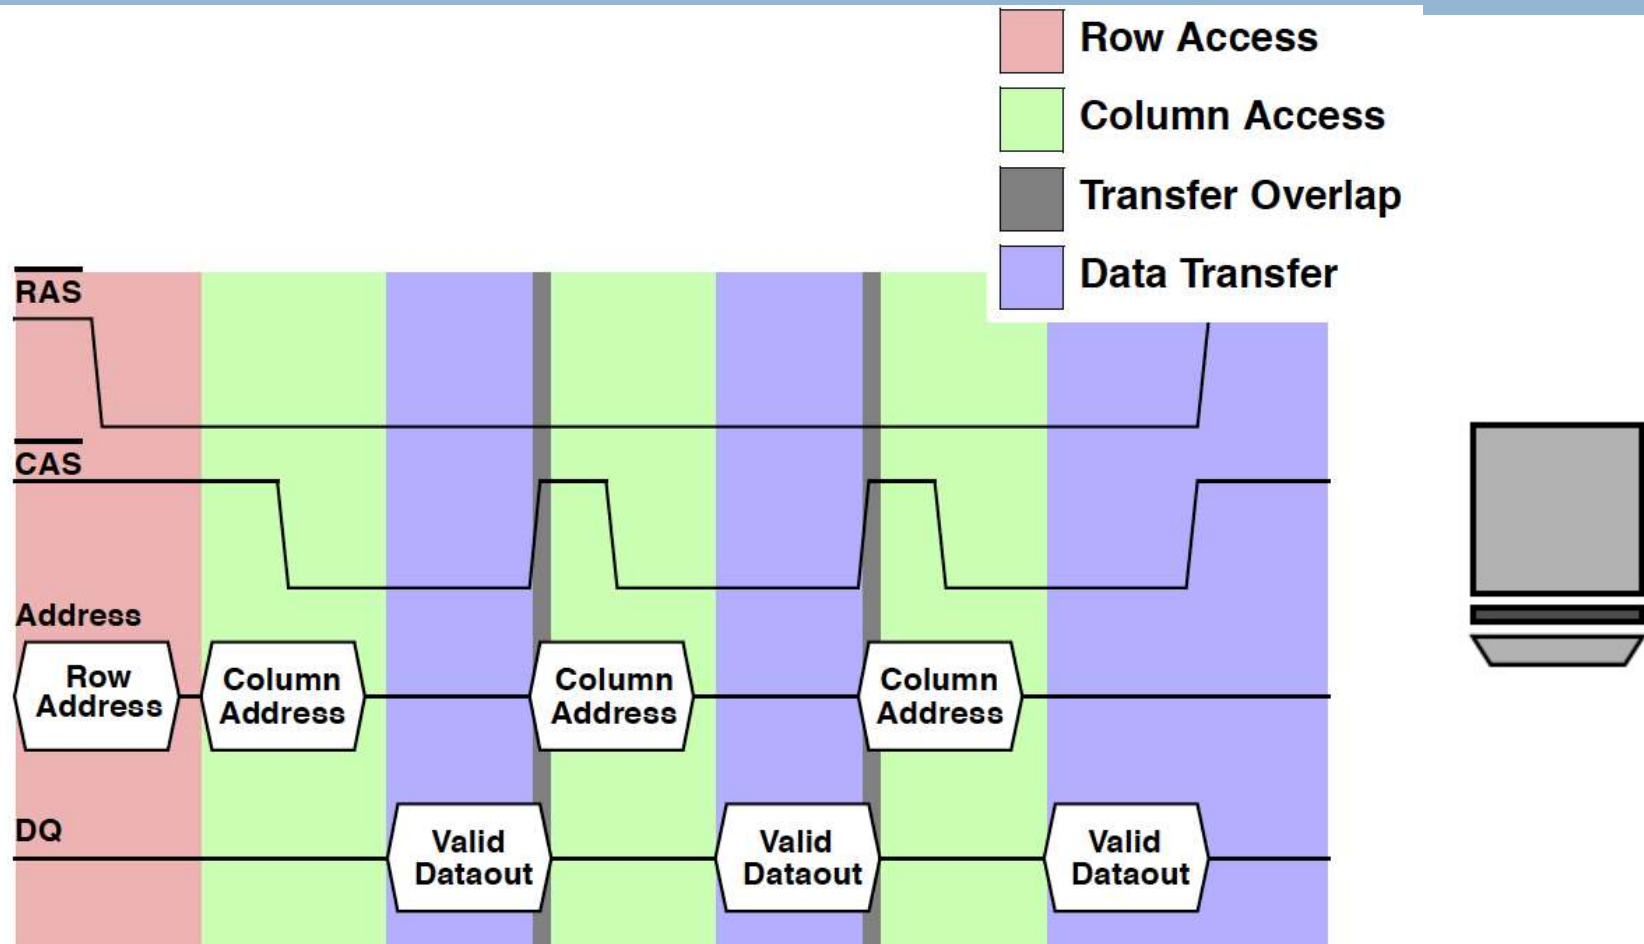 Row Access
Column Access
Transfer Overlap
Data Transfer
RAS
CAS
Address
Row
Address
Column
Address
Column
Address
Column
Address
DQ
Valid
Dataout
Valid
Dataout
Valid
Dataout